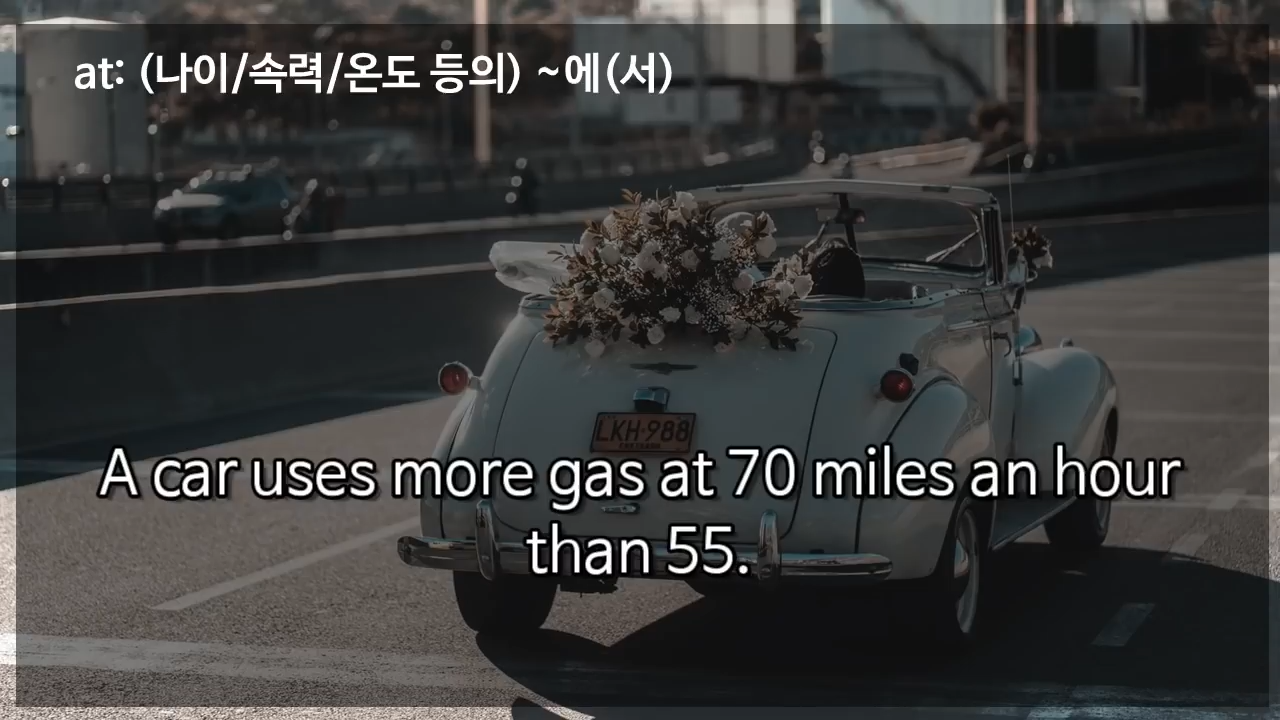 at: (나이/속력/온도 등의) ~에(서)
LKH·988
A car uses more gas at 70 miles an hour
than 55.